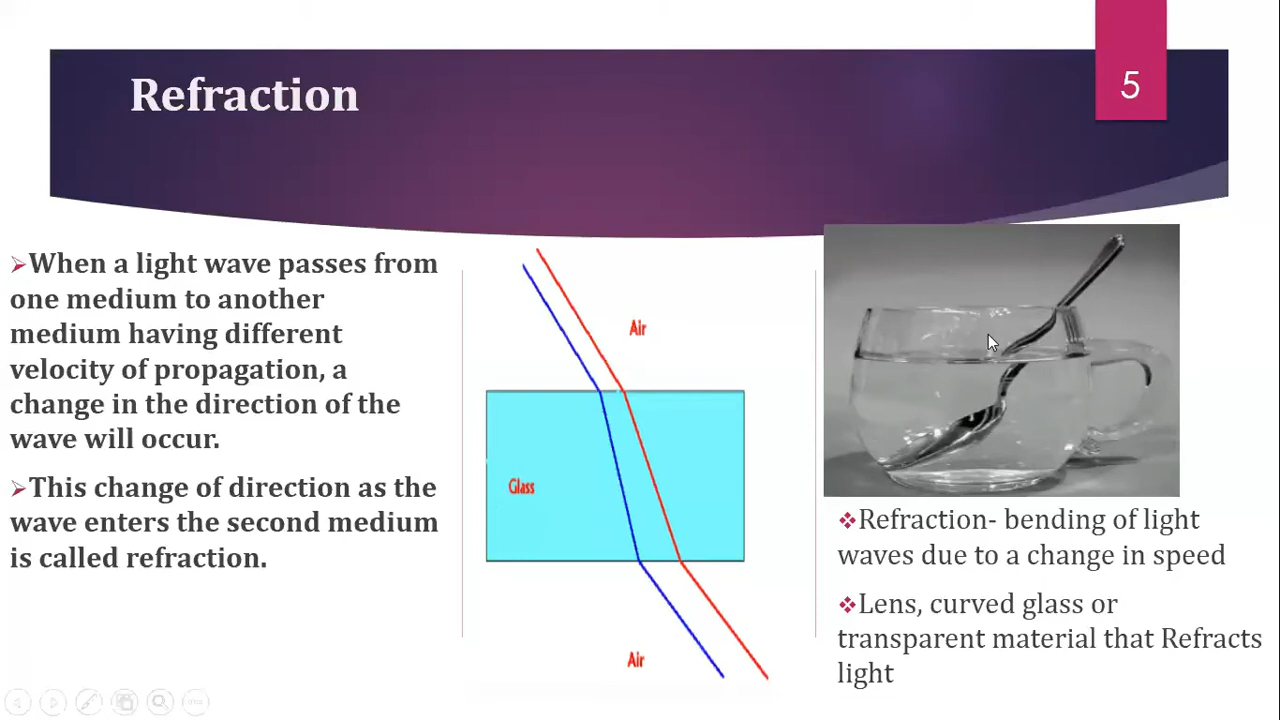 Refraction
5
➢When a light wave passes from
one medium to another
medium having different
velocity of propagation, a
change in the direction of the
wave will occur.
➢This change of direction as the
wave enters the second medium
is called refraction.
Air
Glass
Air
❖Refraction- bending of light
waves due to a change in speed
❖Lens, curved glass or
transparent material that Refracts
light